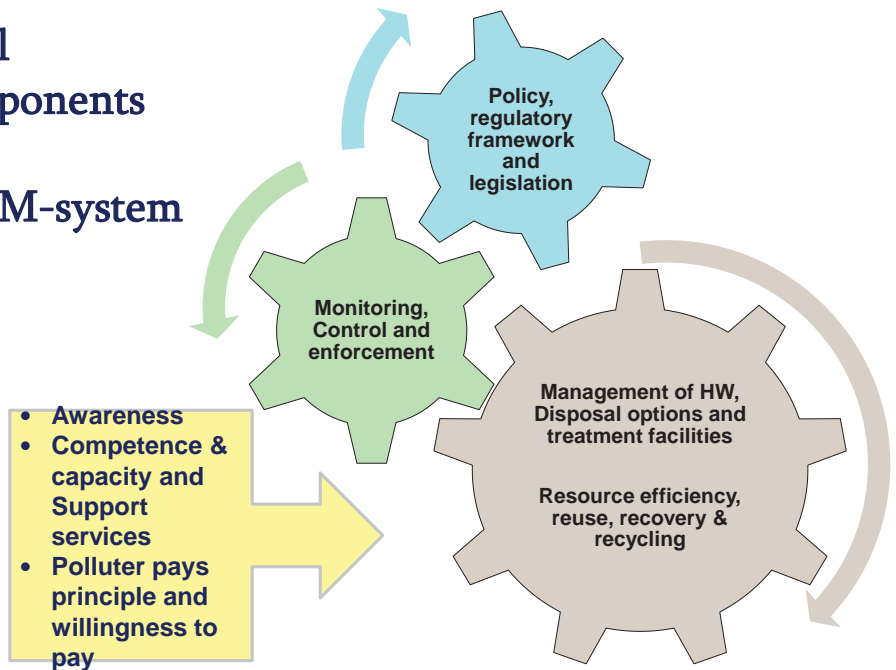 ponents
M-system
Policy,
regulatory
framework
and
legislation
Monitoring,
Control and
enforcement
Management of HW,
Disposal options and
treatment facilities
Resource efficiency,
reuse, recovery &
recycling
• Awareness
• Competence &
capacity and
Support
services
• Polluter pays
principle and
willingness to
pay